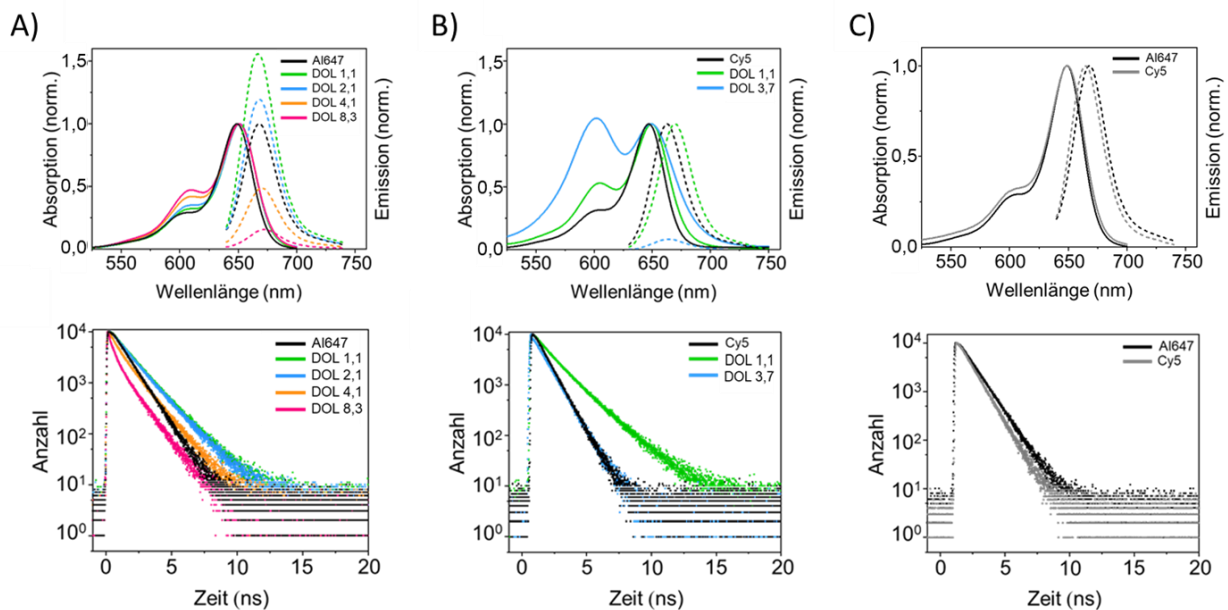 A)
B)
C)
Absorption (norm.)
1,5
1,0
0,5
0,0
550
600
650
700
750
Wellenlänge (nm)
Emission (norm.)
Al647
DOL 1,1
DOL 2,1
DOL 4,1
DOL 8,3
Absorption (norm.)
1,5
1,0
0,5
0,0
550
600
650
700
750
Wellenlänge (nm)
Emission (norm.)
Cy5
DOL 1,1
DOL 3,7
Absorption (norm.)
1,0
0,5
0,0
550
600
650
700
750
Wellenlänge (nm)
Emission (norm.)
Al647
Cy5
Anzahl
10⁴
10³
10²
10¹
10⁰
0
5
10
15
20
Zeit (ns)
Al647
DOL 1,1
DOL 2,1
DOL 4,1
DOL 8,3
Anzahl
10⁴
10³
10²
10¹
10⁰
0
5
10
15
20
Zeit (ns)
Cy5
DOL 1,1
DOL 3,7
Anzahl
10⁴
10³
10²
10¹
10⁰
0
5
10
15
20
Zeit (ns)
Al647
Cy5